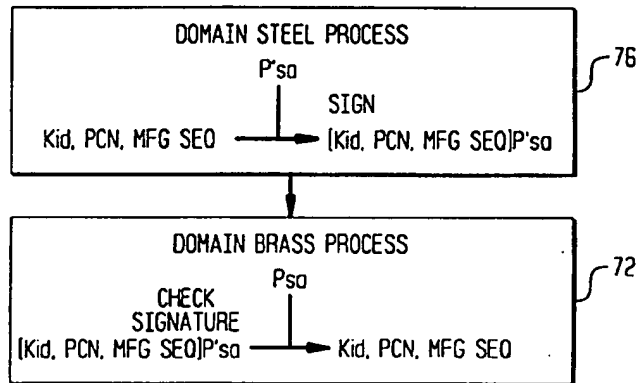 DOMAIN STEEL PROCESS
P'sa
SIGN
Kid, PCN, MFG SEQ
[Kid, PCN, MFG SEQ]P'sa
76
DOMAIN BRASS PROCESS
Psa
CHECK
SIGNATURE
[Kid, PCN, MFG SEQ]P'sa
Kid, PCN, MFG SEQ
72